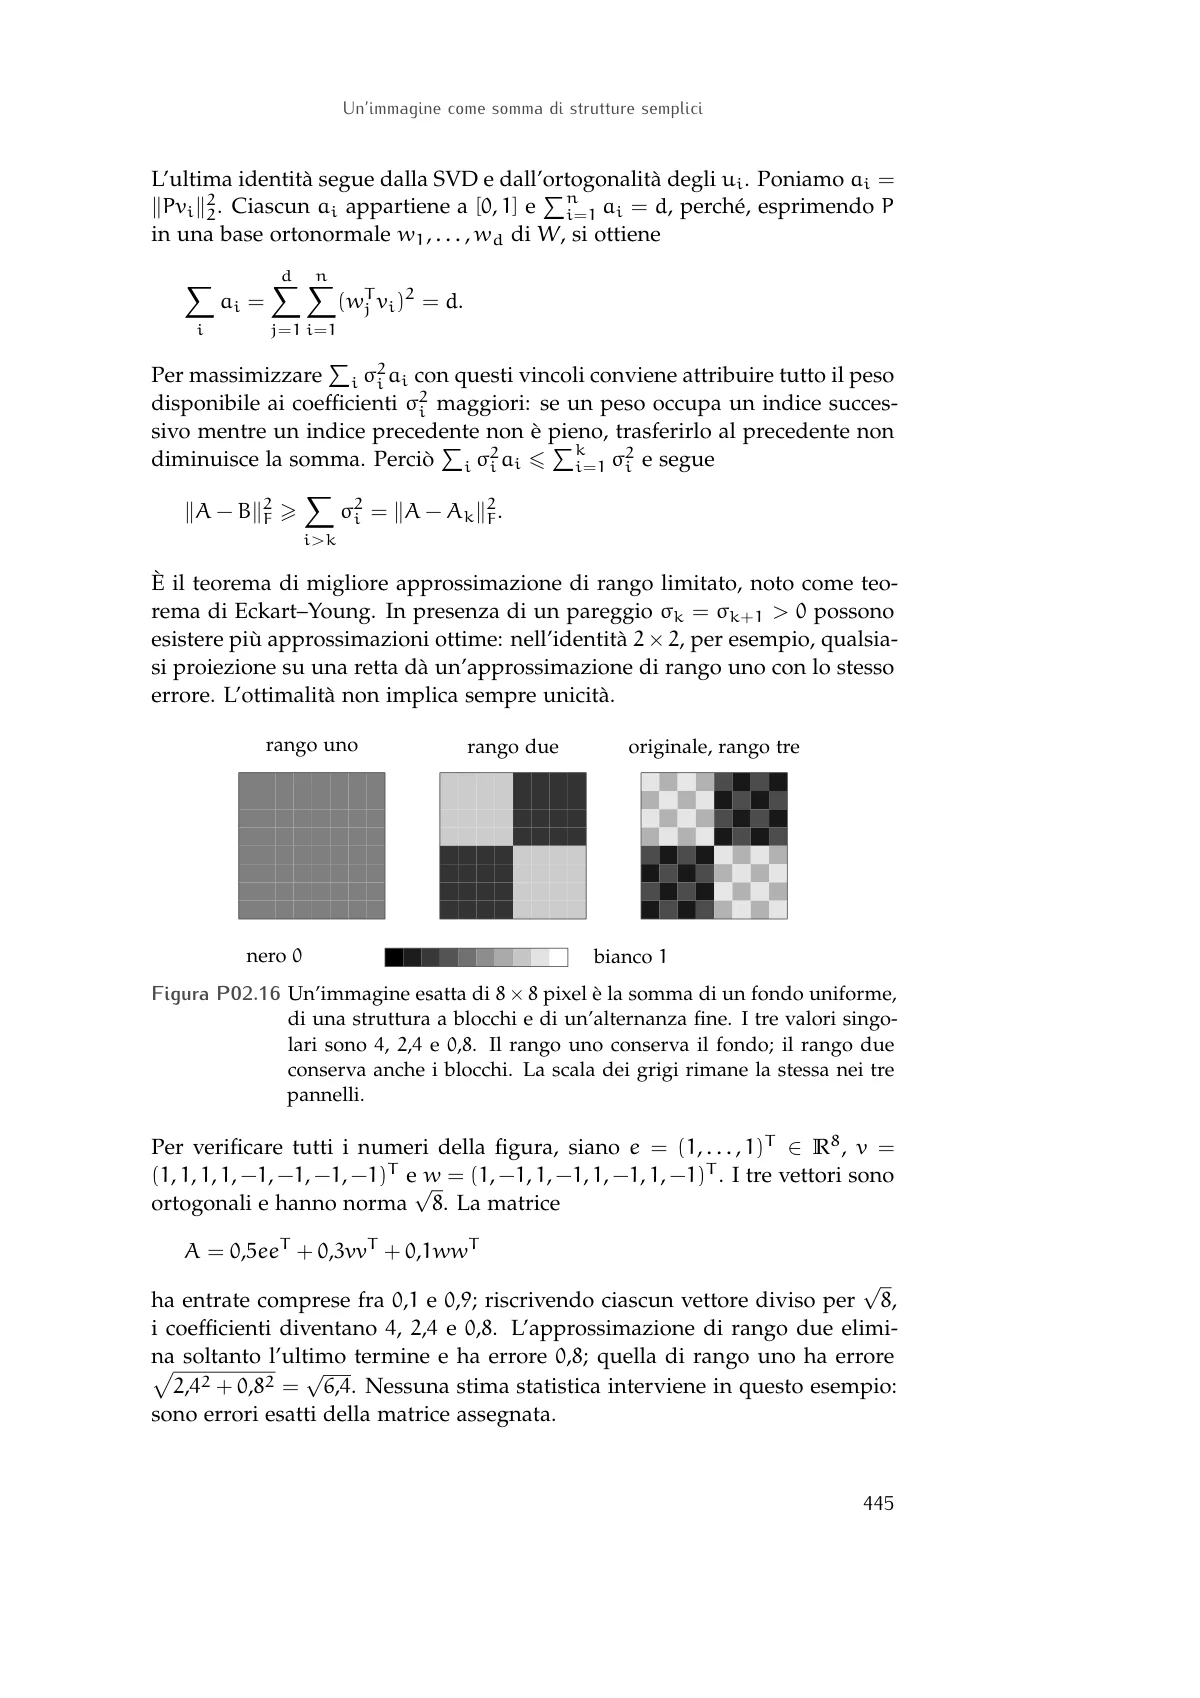 Un'immagine come somma di strutture semplici
L'ultima identità segue dalla SVD e dall'ortogonalità degli uᵢ. Poniamo aᵢ =
‖Pvᵢ‖₂². Ciascun aᵢ appartiene a [0, 1] e ∑ᵢ₌₁ⁿ aᵢ = d, perché, esprimendo P
in una base ortonormale w₁, . . . , w_d di W, si ottiene
∑ᵢ aᵢ = ∑ⱼ₌₁ᵈ ∑ᵢ₌₁ⁿ (wⱼᵀvᵢ)² = d.
Per massimizzare ∑ᵢ σᵢ²aᵢ con questi vincoli conviene attribuire tutto il peso
disponibile ai coefficienti σᵢ² maggiori: se un peso occupa un indice succes-
sivo mentre un indice precedente non è pieno, trasferirlo al precedente non
diminuisce la somma. Perciò ∑ᵢ σᵢ²aᵢ ⩽ ∑ᵢ₌₁ᵏ σᵢ² e segue
‖A − B‖_F² ⩾ ∑ᵢ>ₖ σᵢ² = ‖A − Aₖ‖_F².
È il teorema di migliore approssimazione di rango limitato, noto come teo-
rema di Eckart–Young. In presenza di un pareggio σₖ = σₖ₊₁ > 0 possono
esistere più approssimazioni ottime: nell'identità 2 × 2, per esempio, qualsia-
si proiezione su una retta dà un'approssimazione di rango uno con lo stesso
errore. L'ottimalità non implica sempre unicità.
rango uno rango due originale, rango tre
nero 0 bianco 1
Figura P02.16 Un'immagine esatta di 8 × 8 pixel è la somma di un fondo uniforme,
di una struttura a blocchi e di un'alternanza fine. I tre valori singo-
lari sono 4, 2,4 e 0,8. Il rango uno conserva il fondo; il rango due
conserva anche i blocchi. La scala dei grigi rimane la stessa nei tre
pannelli.
Per verificare tutti i numeri della figura, siano e = (1, . . . , 1)ᵀ ∈ ℝ⁸, v =
(1, 1, 1, 1, −1, −1, −1, −1)ᵀ e w = (1, −1, 1, −1, 1, −1, 1, −1)ᵀ. I tre vettori sono
ortogonali e hanno norma √8. La matrice
A = 0,5eeᵀ + 0,3vvᵀ + 0,1wwᵀ
ha entrate comprese fra 0,1 e 0,9; riscrivendo ciascun vettore diviso per √8,
i coefficienti diventano 4, 2,4 e 0,8. L'approssimazione di rango due elimi-
na soltanto l'ultimo termine e ha errore 0,8; quella di rango uno ha errore
√(2,4² + 0,8²) = √6,4. Nessuna stima statistica interviene in questo esempio:
sono errori esatti della matrice assegnata.
445